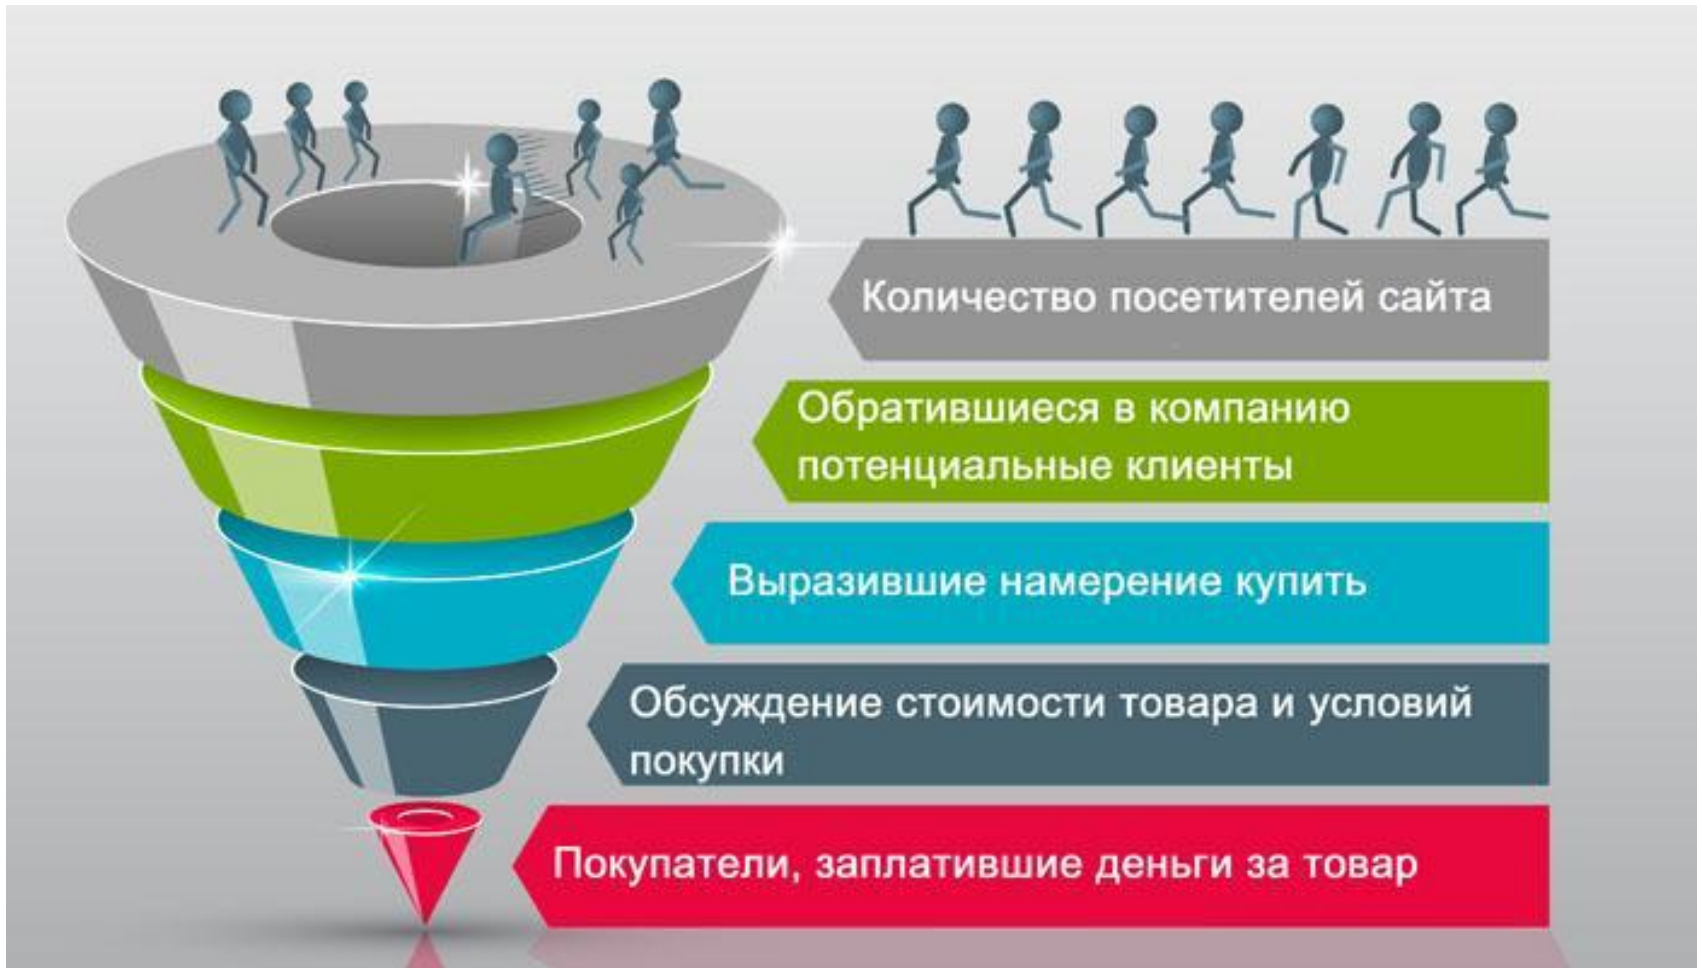 Количество посетителей сайта
Обратившиеся в компанию
потенциальные клиенты
Выразившие намерение купить
Обсуждение стоимости товара и условий
покупки
Покупатели, заплатившие деньги за товар